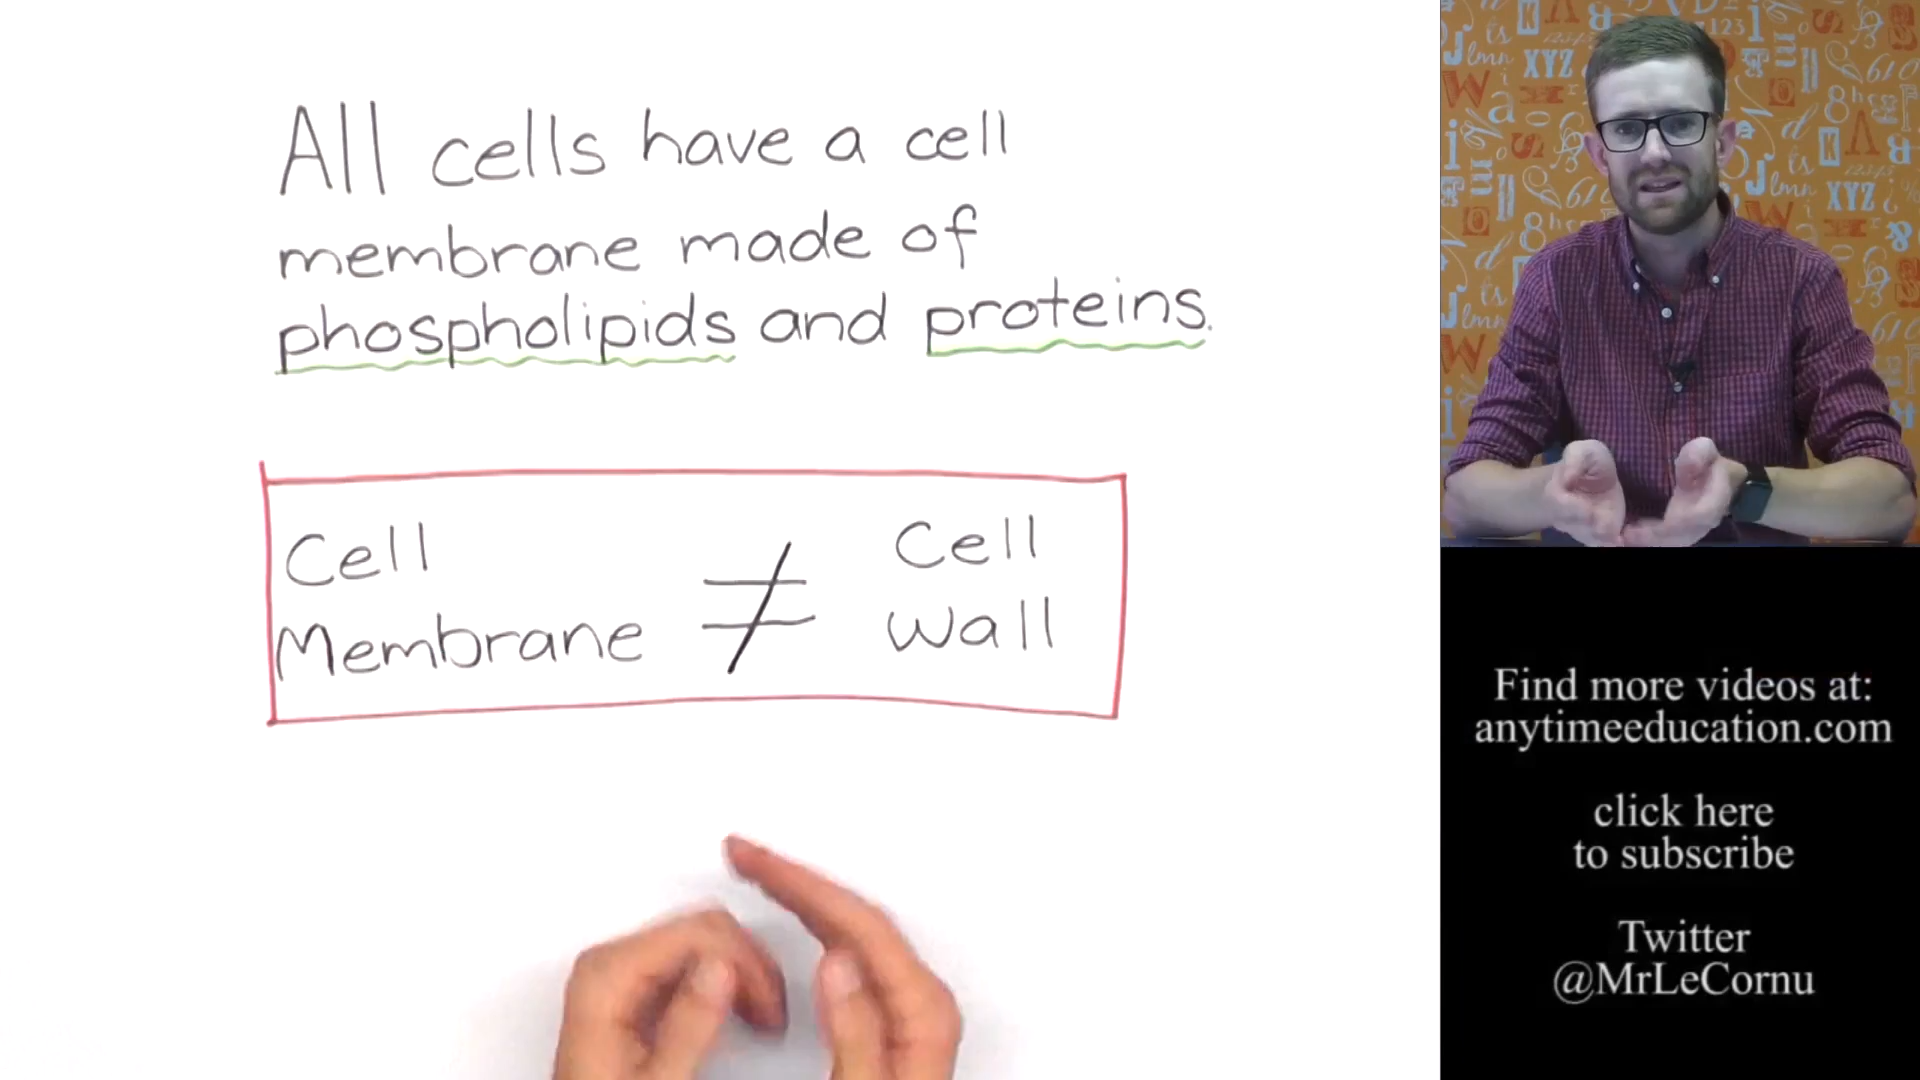 All cells have a cell
membrane made of
phospholipids and proteins.
Cell
Membrane
≠
Cell
Wall
Find more videos at:
anytimeeducation.com
click here
to subscribe
Twitter
@MrLeCornu